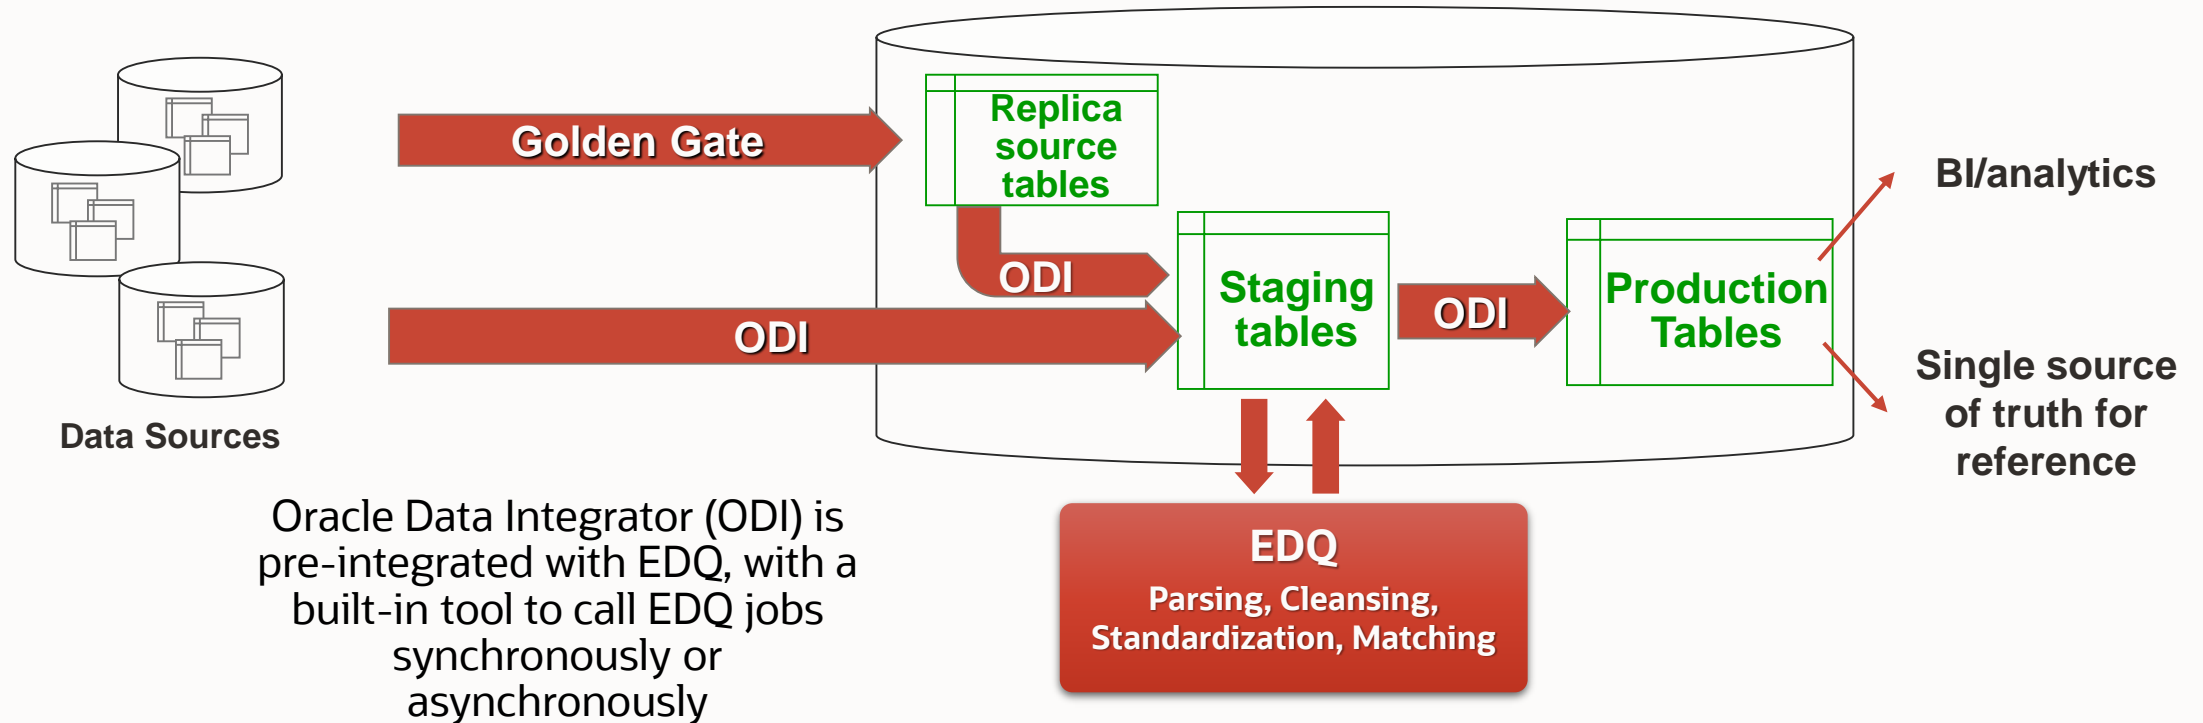 Golden Gate
Replica
source
tables
BI/analytics
ODI
Staging
tables
ODI
Production
Tables
ODI
Single source
of truth for
reference
Data Sources
Oracle Data Integrator (ODI) is
pre-integrated with EDQ, with a
built-in tool to call EDQ jobs
synchronously or
asynchronously
EDQ
Parsing, Cleansing,
Standardization, Matching